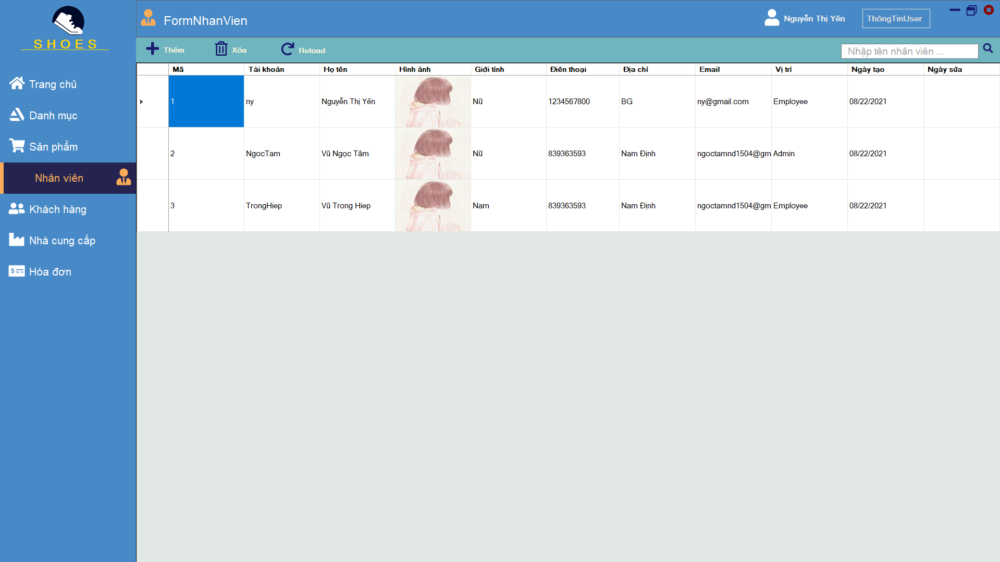 SHOES
Trang chủ
Danh mục
Sản phẩm
Nhân viên
Khách hàng
Nhà cung cấp
Hóa đơn
FormNhanVien
Nguyễn Thị Yến
ThôngTinUser
Thêm Xóa Reload
Nhập tên nhân viên ...
Mã Tài khoản Họ tên Hình ảnh Giới tính Điên thoại Địa chỉ Email Vị trí Ngày tạo Ngày sửa
1 ny Nguyễn Thị Yến Nữ 1234567800 BG ny@gmail.com Employee 08/22/2021
2 NgocTam Vũ Ngọc Tâm Nữ 839363593 Nam Định ngoctamnd1504@gm Admin 08/22/2021
3 TrongHiep Vũ Trong Hiep Nam 839363593 Nam Định ngoctamnd1504@gm Employee 08/22/2021